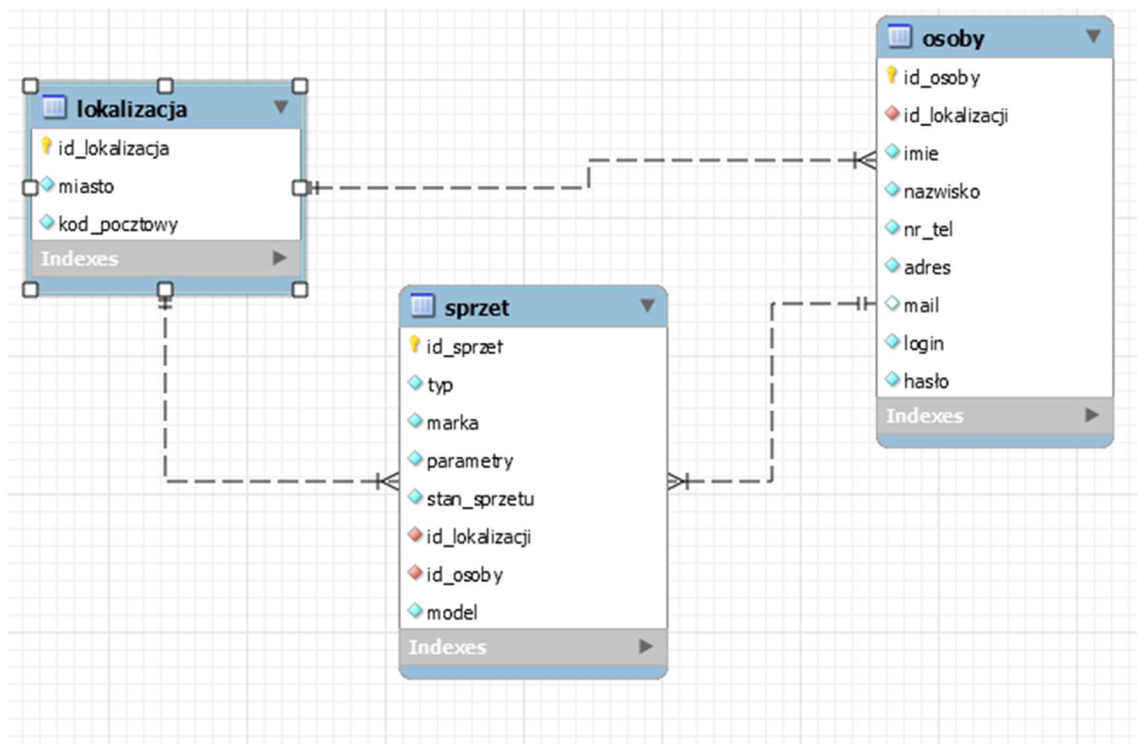 lokalizacja
id_lokalizacja
miasto
kod_pocztowy
Indexes
sprzet
id_sprzet
typ
marka
parametry
stan_sprzetu
id_lokalizacji
id_osoby
model
Indexes
osoby
id_osoby
id_lokalizacji
imie
nazwisko
nr_tel
adres
mail
login
hasło
Indexes